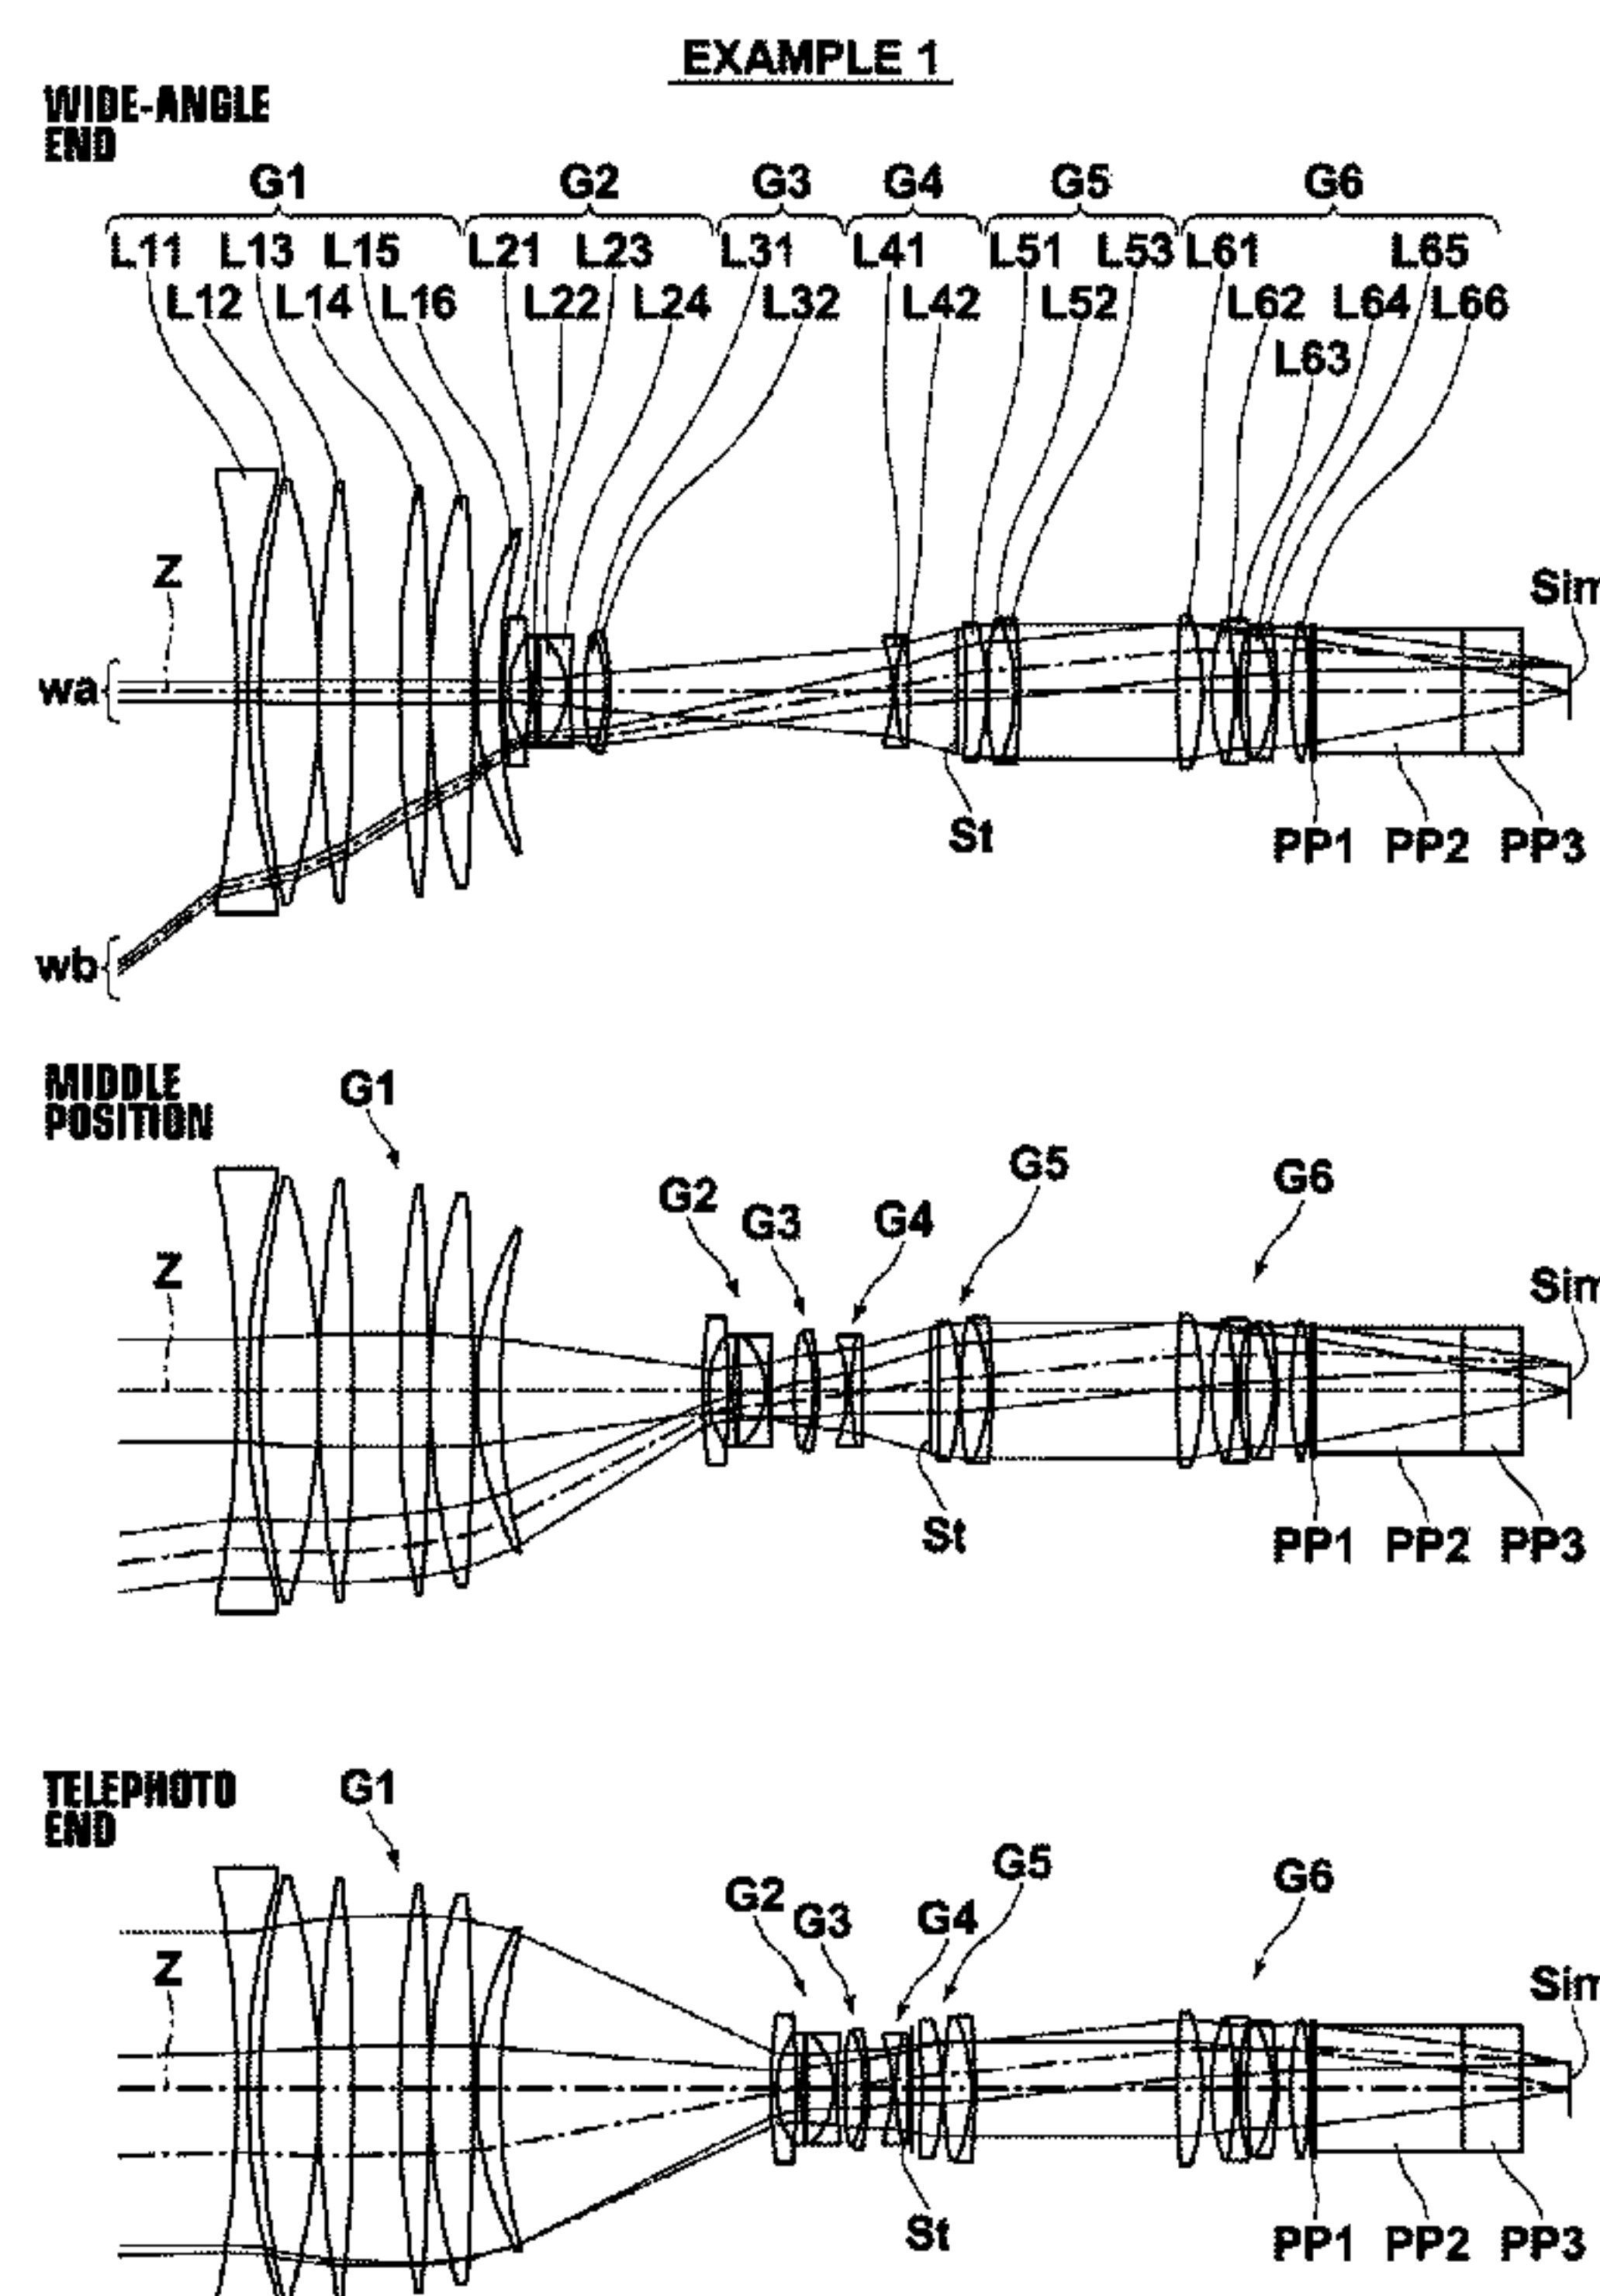 EXAMPLE 1
WIDE-ANGLE
END
G1 G2 G3 G4 G5 G6
L11 L13 L15 L21 L23 L31 L41 L51 L53 L61 L65
L12 L14 L16 L22 L24 L32 L42 L52 L62 L64 L66
L63
Z
Sim
wa
St
PP1 PP2 PP3
wb
MIDDLE
POSITION
G1
G5
G2 G3 G4 G6
Z
Sim
St
PP1 PP2 PP3
TELEPHOTO
END
G1
G5
G2 G3 G4 G6
Z
Sim
St
PP1 PP2 PP3